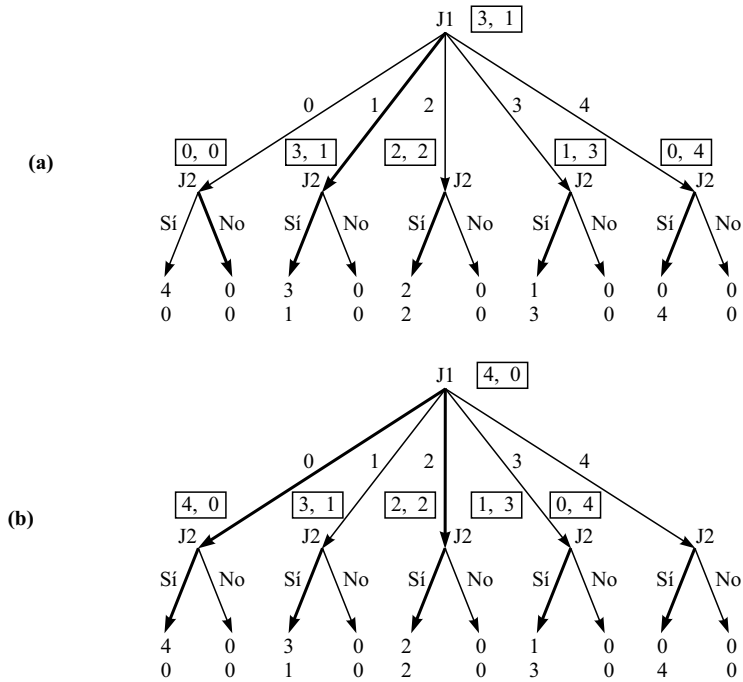 J1 3, 1
0 1 2 3 4
(a)
0, 0 3, 1 2, 2 1, 3 0, 4
J2 J2 J2 J2 J2
Sí No Sí No Sí No Sí No Sí No
4 0 3 0 2 0 1 0 0 0
0 0 1 0 2 0 3 0 4 0
J1 4, 0
0 1 2 3 4
(b)
4, 0 3, 1 2, 2 1, 3 0, 4
J2 J2 J2 J2 J2
Sí No Sí No Sí No Sí No Sí No
4 0 3 0 2 0 1 0 0 0
0 0 1 0 2 0 3 0 4 0